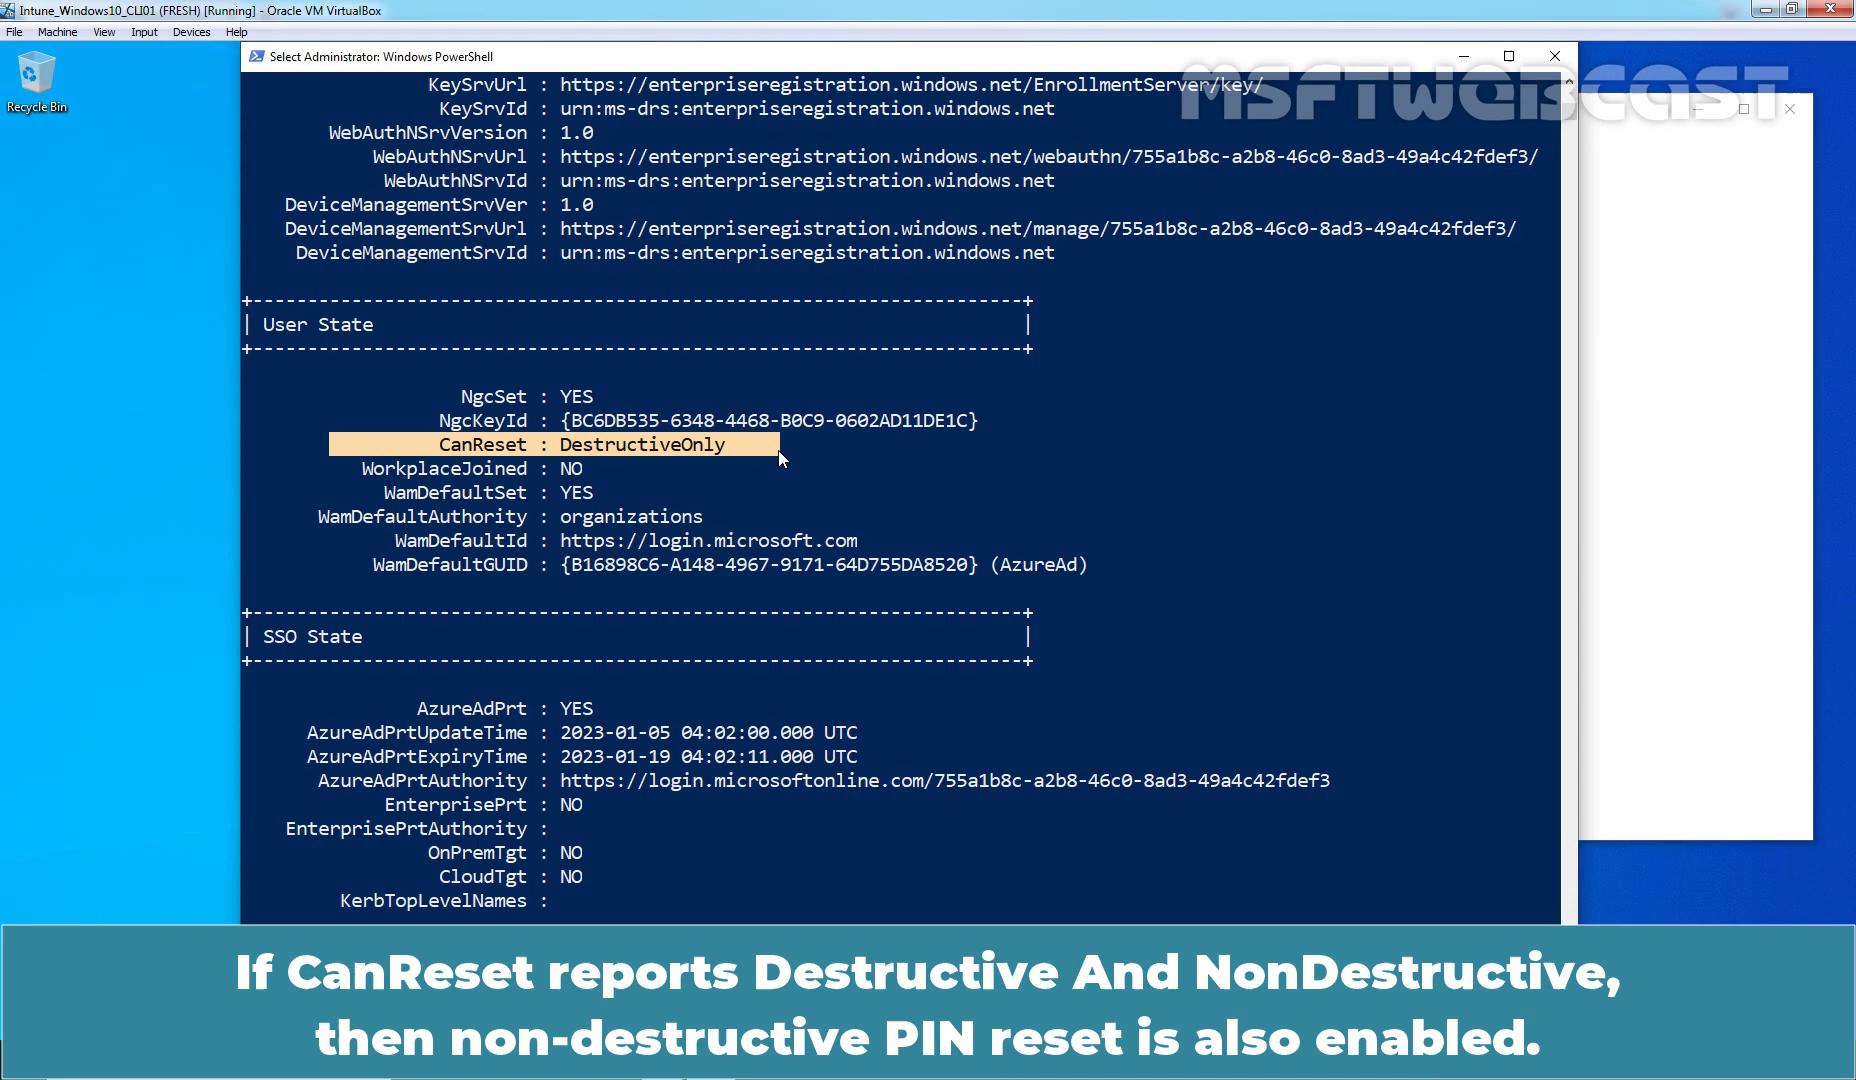 Intune_Windows10_CLI01 (FRESH) [Running] - Oracle VM VirtualBox
File Machine View Input Devices Help
Recycle Bin
Select Administrator: Windows PowerShell
MSFTWEBCAST
KeySrvUrl : https://enterpriseregistration.windows.net/EnrollmentServer/key/
KeySrvId : urn:ms-drs:enterpriseregistration.windows.net
WebAuthNSrvVersion : 1.0
WebAuthNSrvUrl : https://enterpriseregistration.windows.net/webauthn/755a1b8c-a2b8-46c0-8ad3-49a4c42fdef3/
WebAuthNSrvId : urn:ms-drs:enterpriseregistration.windows.net
DeviceManagementSrvVer : 1.0
DeviceManagementSrvUrl : https://enterpriseregistration.windows.net/manage/755a1b8c-a2b8-46c0-8ad3-49a4c42fdef3/
DeviceManagementSrvId : urn:ms-drs:enterpriseregistration.windows.net
+----------------------------------------------------------------------+
| User State                                                           |
+----------------------------------------------------------------------+
NgcSet : YES
NgcKeyId : {BC6DB535-6348-4468-B0C9-0602AD11DE1C}
CanReset : DestructiveOnly
WorkplaceJoined : NO
WamDefaultSet : YES
WamDefaultAuthority : organizations
WamDefaultId : https://login.microsoft.com
WamDefaultGUID : {B16898C6-A148-4967-9171-64D755DA8520} (AzureAd)
+----------------------------------------------------------------------+
| SSO State                                                            |
+----------------------------------------------------------------------+
AzureAdPrt : YES
AzureAdPrtUpdateTime : 2023-01-05 04:02:00.000 UTC
AzureAdPrtExpiryTime : 2023-01-19 04:02:11.000 UTC
AzureAdPrtAuthority : https://login.microsoftonline.com/755a1b8c-a2b8-46c0-8ad3-49a4c42fdef3
EnterprisePrt : NO
EnterprisePrtAuthority :
OnPremTgt : NO
CloudTgt : NO
KerbTopLevelNames :
If CanReset reports Destructive And NonDestructive,
then non-destructive PIN reset is also enabled.